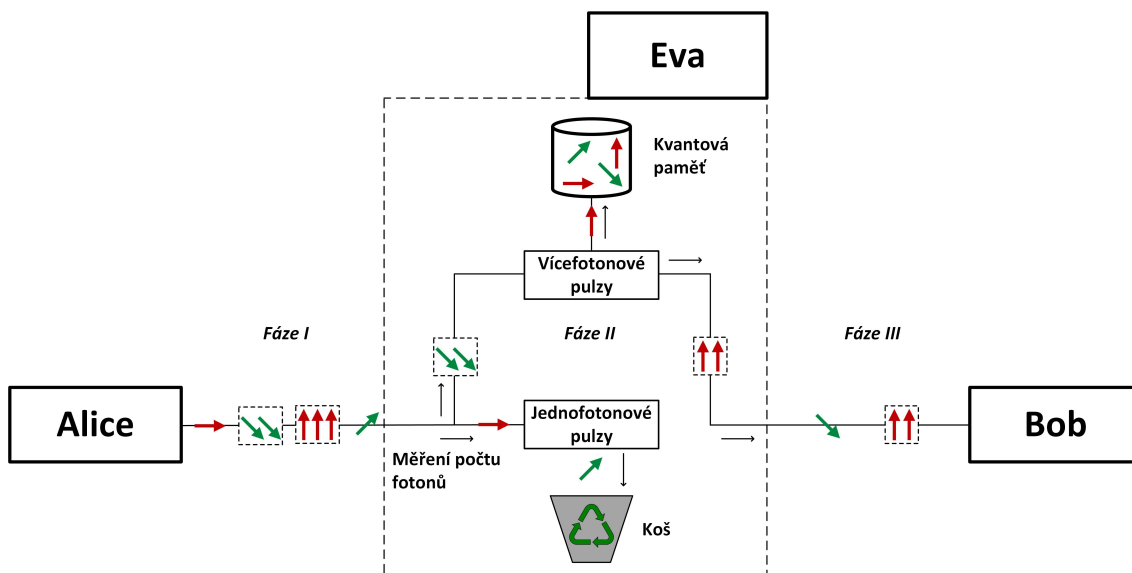 Eva
Kvantová
paměť
Vícefotonové
pulzy
Fáze I
Fáze II
Fáze III
Alice
Jednofotonové
pulzy
Bob
Měření počtu
fotonů
Koš